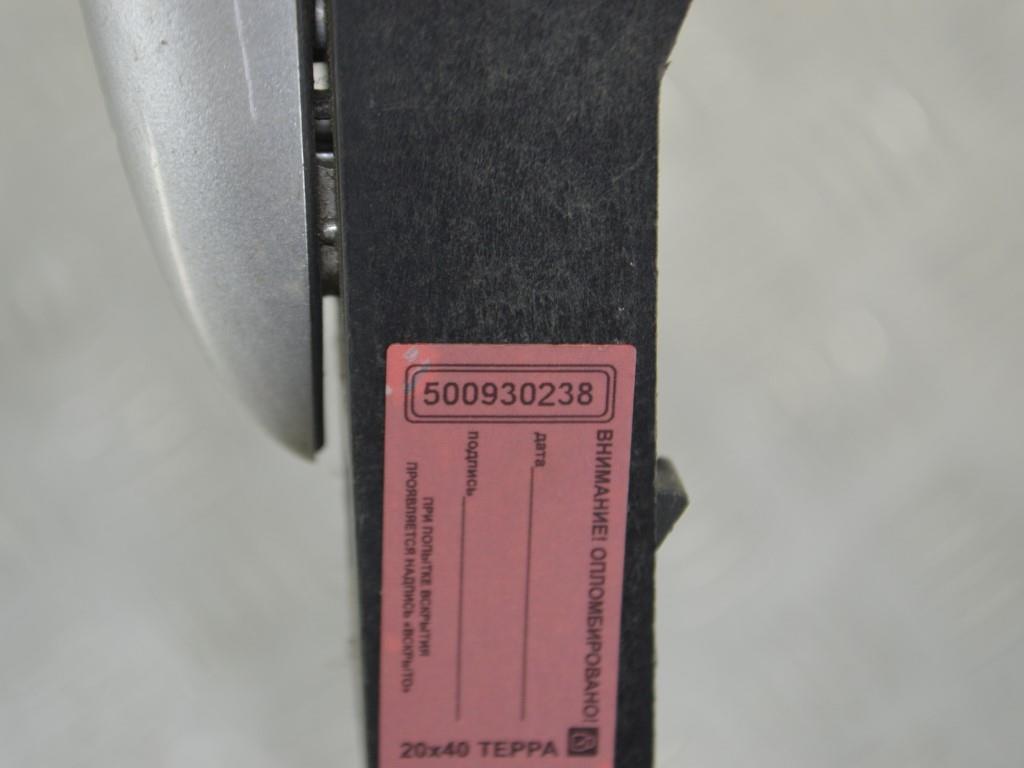 500930238
ВНИМАНИЕ! ОПЛОМБИРОВАНО!
дата
подпись
ПРИ ПОПЫТКЕ ВСКРЫТИЯ
ПРОЯВЛЯЕТСЯ НАДПИСЬ «ВСКРЫТО»
20х40 ТЕРРА